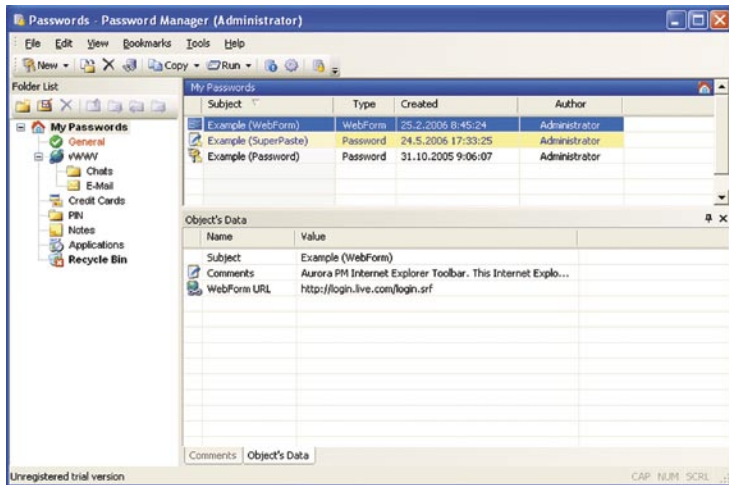 Passwords - Password Manager (Administrator)
File Edit View Bookmarks Tools Help
New Copy Run
Folder List
My Passwords
General
WWW
Chats
E-Mail
Credit Cards
PIN
Notes
Applications
Recycle Bin
My Passwords
Subject Type Created Author
Example (WebForm) WebForm 25.2.2006 8:45:24 Administrator
Example (SuperPaste) Password 24.5.2006 17:33:25 Administrator
Example (Password) Password 31.10.2005 9:06:07 Administrator
Object's Data
Name Value
Subject Example (WebForm)
Comments Aurora PM Internet Explorer Toolbar. This Internet Explo...
WebForm URL http://login.live.com/login.srf
Comments Object's Data
Unregistered trial version CAP NUM SCRL